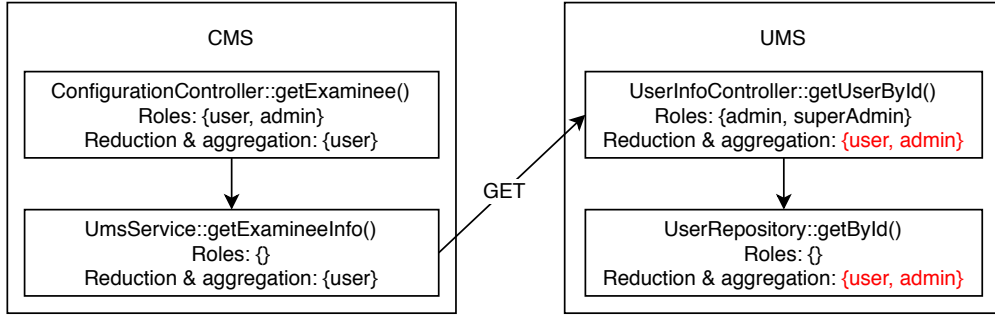 CMS
ConfigurationController::getExaminee()
Roles: {user, admin}
Reduction & aggregation: {user}
UmsService::getExamineeInfo()
Roles: {}
Reduction & aggregation: {user}
GET
UMS
UserInfoController::getUserById()
Roles: {admin, superAdmin}
Reduction & aggregation: {user, admin}
UserRepository::getById()
Roles: {}
Reduction & aggregation: {user, admin}